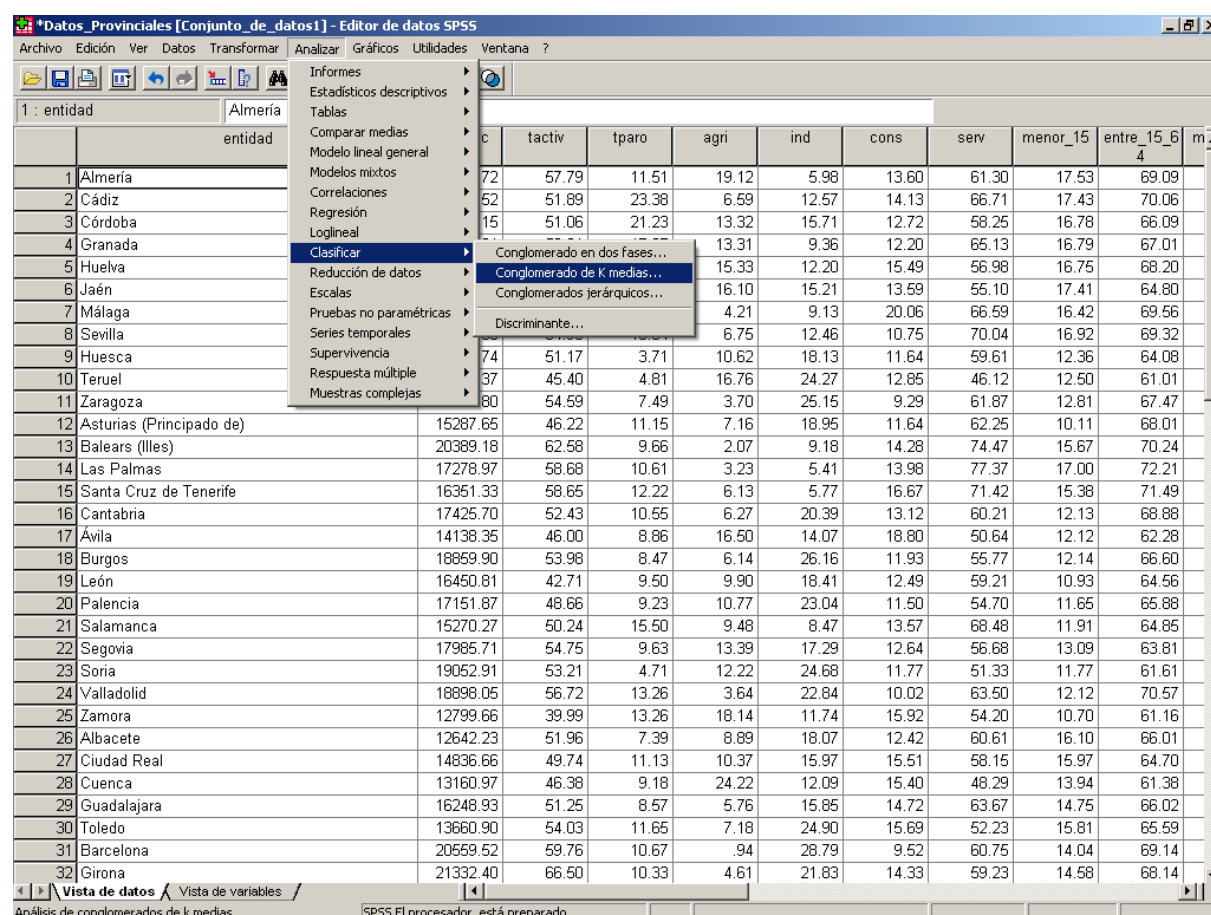 *Datos_Provinciales [Conjunto_de_datos1] - Editor de datos SPSS
Archivo Edición Ver Datos Transformar Analizar Gráficos Utilidades Ventana ?
1 : entidad Almería
Informes
Estadísticos descriptivos
Tablas
Comparar medias
Modelo lineal general
Modelos mixtos
Correlaciones
Regresión
Loglineal
Clasificar
Reducción de datos
Escalas
Pruebas no paramétricas
Series temporales
Supervivencia
Respuesta múltiple
Muestras complejas
Conglomerado en dos fases...
Conglomerado de K medias...
Conglomerados jerárquicos...
Discriminante...
entidad c tactiv tparo agri ind cons serv menor_15 entre_15_64 m
1 Almería 72 57.79 11.51 19.12 5.98 13.60 61.30 17.53 69.09
2 Cádiz 52 51.89 23.38 6.59 12.57 14.13 66.71 17.43 70.06
3 Córdoba 15 51.06 21.23 13.32 15.71 12.72 58.25 16.78 66.09
4 Granada 13.31 9.36 12.20 65.13 16.79 67.01
5 Huelva 15.33 12.20 15.49 56.98 16.75 68.20
6 Jaén 16.10 15.21 13.59 55.10 17.41 64.80
7 Málaga 4.21 9.13 20.06 66.59 16.42 69.56
8 Sevilla 6.75 12.46 10.75 70.04 16.92 69.32
9 Huesca 74 51.17 3.71 10.62 18.13 11.64 59.61 12.36 64.08
10 Teruel 37 45.40 4.81 16.76 24.27 12.85 46.12 12.50 61.01
11 Zaragoza 80 54.59 7.49 3.70 25.15 9.29 61.87 12.81 67.47
12 Asturias (Principado de) 15287.65 46.22 11.15 7.16 18.95 11.64 62.25 10.11 68.01
13 Balears (Illes) 20389.18 62.58 9.66 2.07 9.18 14.28 74.47 15.67 70.24
14 Las Palmas 17278.97 58.68 10.61 3.23 5.41 13.98 77.37 17.00 72.21
15 Santa Cruz de Tenerife 16351.33 58.65 12.22 6.13 5.77 16.67 71.42 15.38 71.49
16 Cantabria 17425.70 52.43 10.55 6.27 20.39 13.12 60.21 12.13 68.88
17 Ávila 14138.35 46.00 8.86 16.50 14.07 18.80 50.64 12.12 62.28
18 Burgos 18859.90 53.98 8.47 6.14 26.16 11.93 55.77 12.14 66.60
19 León 16450.81 42.71 9.50 9.90 18.41 12.49 59.21 10.93 64.56
20 Palencia 17151.87 48.66 9.23 10.77 23.04 11.50 54.70 11.65 65.88
21 Salamanca 15270.27 50.24 15.50 9.48 8.47 13.57 68.48 11.91 64.85
22 Segovia 17985.71 54.75 9.63 13.39 17.29 12.64 56.68 13.09 63.81
23 Soria 19052.91 53.21 4.71 12.22 24.68 11.77 51.33 11.77 61.61
24 Valladolid 18898.05 56.72 13.26 3.64 22.84 10.02 63.50 12.12 70.57
25 Zamora 12799.66 39.99 13.26 18.14 11.74 15.92 54.20 10.70 61.16
26 Albacete 12642.23 51.96 7.39 8.89 18.07 12.42 60.61 16.10 66.01
27 Ciudad Real 14836.66 49.74 11.13 10.37 15.97 15.51 58.15 15.97 64.70
28 Cuenca 13160.97 46.38 9.18 24.22 12.09 15.40 48.29 13.94 61.38
29 Guadalajara 16248.93 51.25 8.57 5.76 15.85 14.72 63.67 14.75 66.02
30 Toledo 13660.90 54.03 11.65 7.18 24.90 15.69 52.23 15.81 65.59
31 Barcelona 20559.52 59.76 10.67 .94 28.79 9.52 60.75 14.04 69.14
32 Girona 21332.40 66.50 10.33 4.61 21.83 14.33 59.23 14.58 68.14
Vista de datos Vista de variables
Análisis de conglomerados de k medias SPSS El procesador está preparado